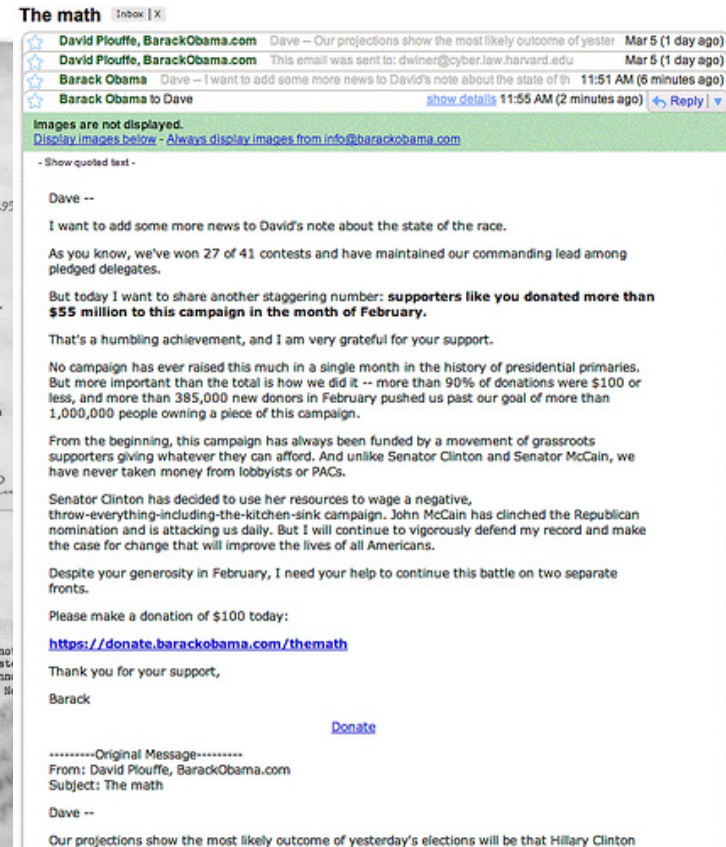 The math Inbox | X
David Plouffe, BarackObama.com Dave -- Our projections show the most likely outcome of yester Mar 5 (1 day ago)
David Plouffe, BarackObama.com This email was sent to: dwiner@cyber.law.harvard.edu Mar 5 (1 day ago)
Barack Obama Dave -- I want to add some more news to David's note about the state of th 11:51 AM (6 minutes ago)
Barack Obama to Dave show details 11:55 AM (2 minutes ago) Reply
Images are not displayed.
Display images below - Always display images from info@barackobama.com
- Show quoted text -
Dave --
I want to add some more news to David's note about the state of the race.
As you know, we've won 27 of 41 contests and have maintained our commanding lead among
pledged delegates.
But today I want to share another staggering number: supporters like you donated more than
$55 million to this campaign in the month of February.
That's a humbling achievement, and I am very grateful for your support.
No campaign has ever raised this much in a single month in the history of presidential primaries.
But more important than the total is how we did it -- more than 90% of donations were $100 or
less, and more than 385,000 new donors in February pushed us past our goal of more than
1,000,000 people owning a piece of this campaign.
From the beginning, this campaign has always been funded by a movement of grassroots
supporters giving whatever they can afford. And unlike Senator Clinton and Senator McCain, we
have never taken money from lobbyists or PACs.
Senator Clinton has decided to use her resources to wage a negative,
throw-everything-including-the-kitchen-sink campaign. John McCain has clinched the Republican
nomination and is attacking us daily. But I will continue to vigorously defend my record and make
the case for change that will improve the lives of all Americans.
Despite your generosity in February, I need your help to continue this battle on two separate
fronts.
Please make a donation of $100 today:
https://donate.barackobama.com/themath
Thank you for your support,
Barack
Donate
---------Original Message---------
From: David Plouffe, BarackObama.com
Subject: The math
Dave --
Our projections show the most likely outcome of yesterday's elections will be that Hillary Clinton